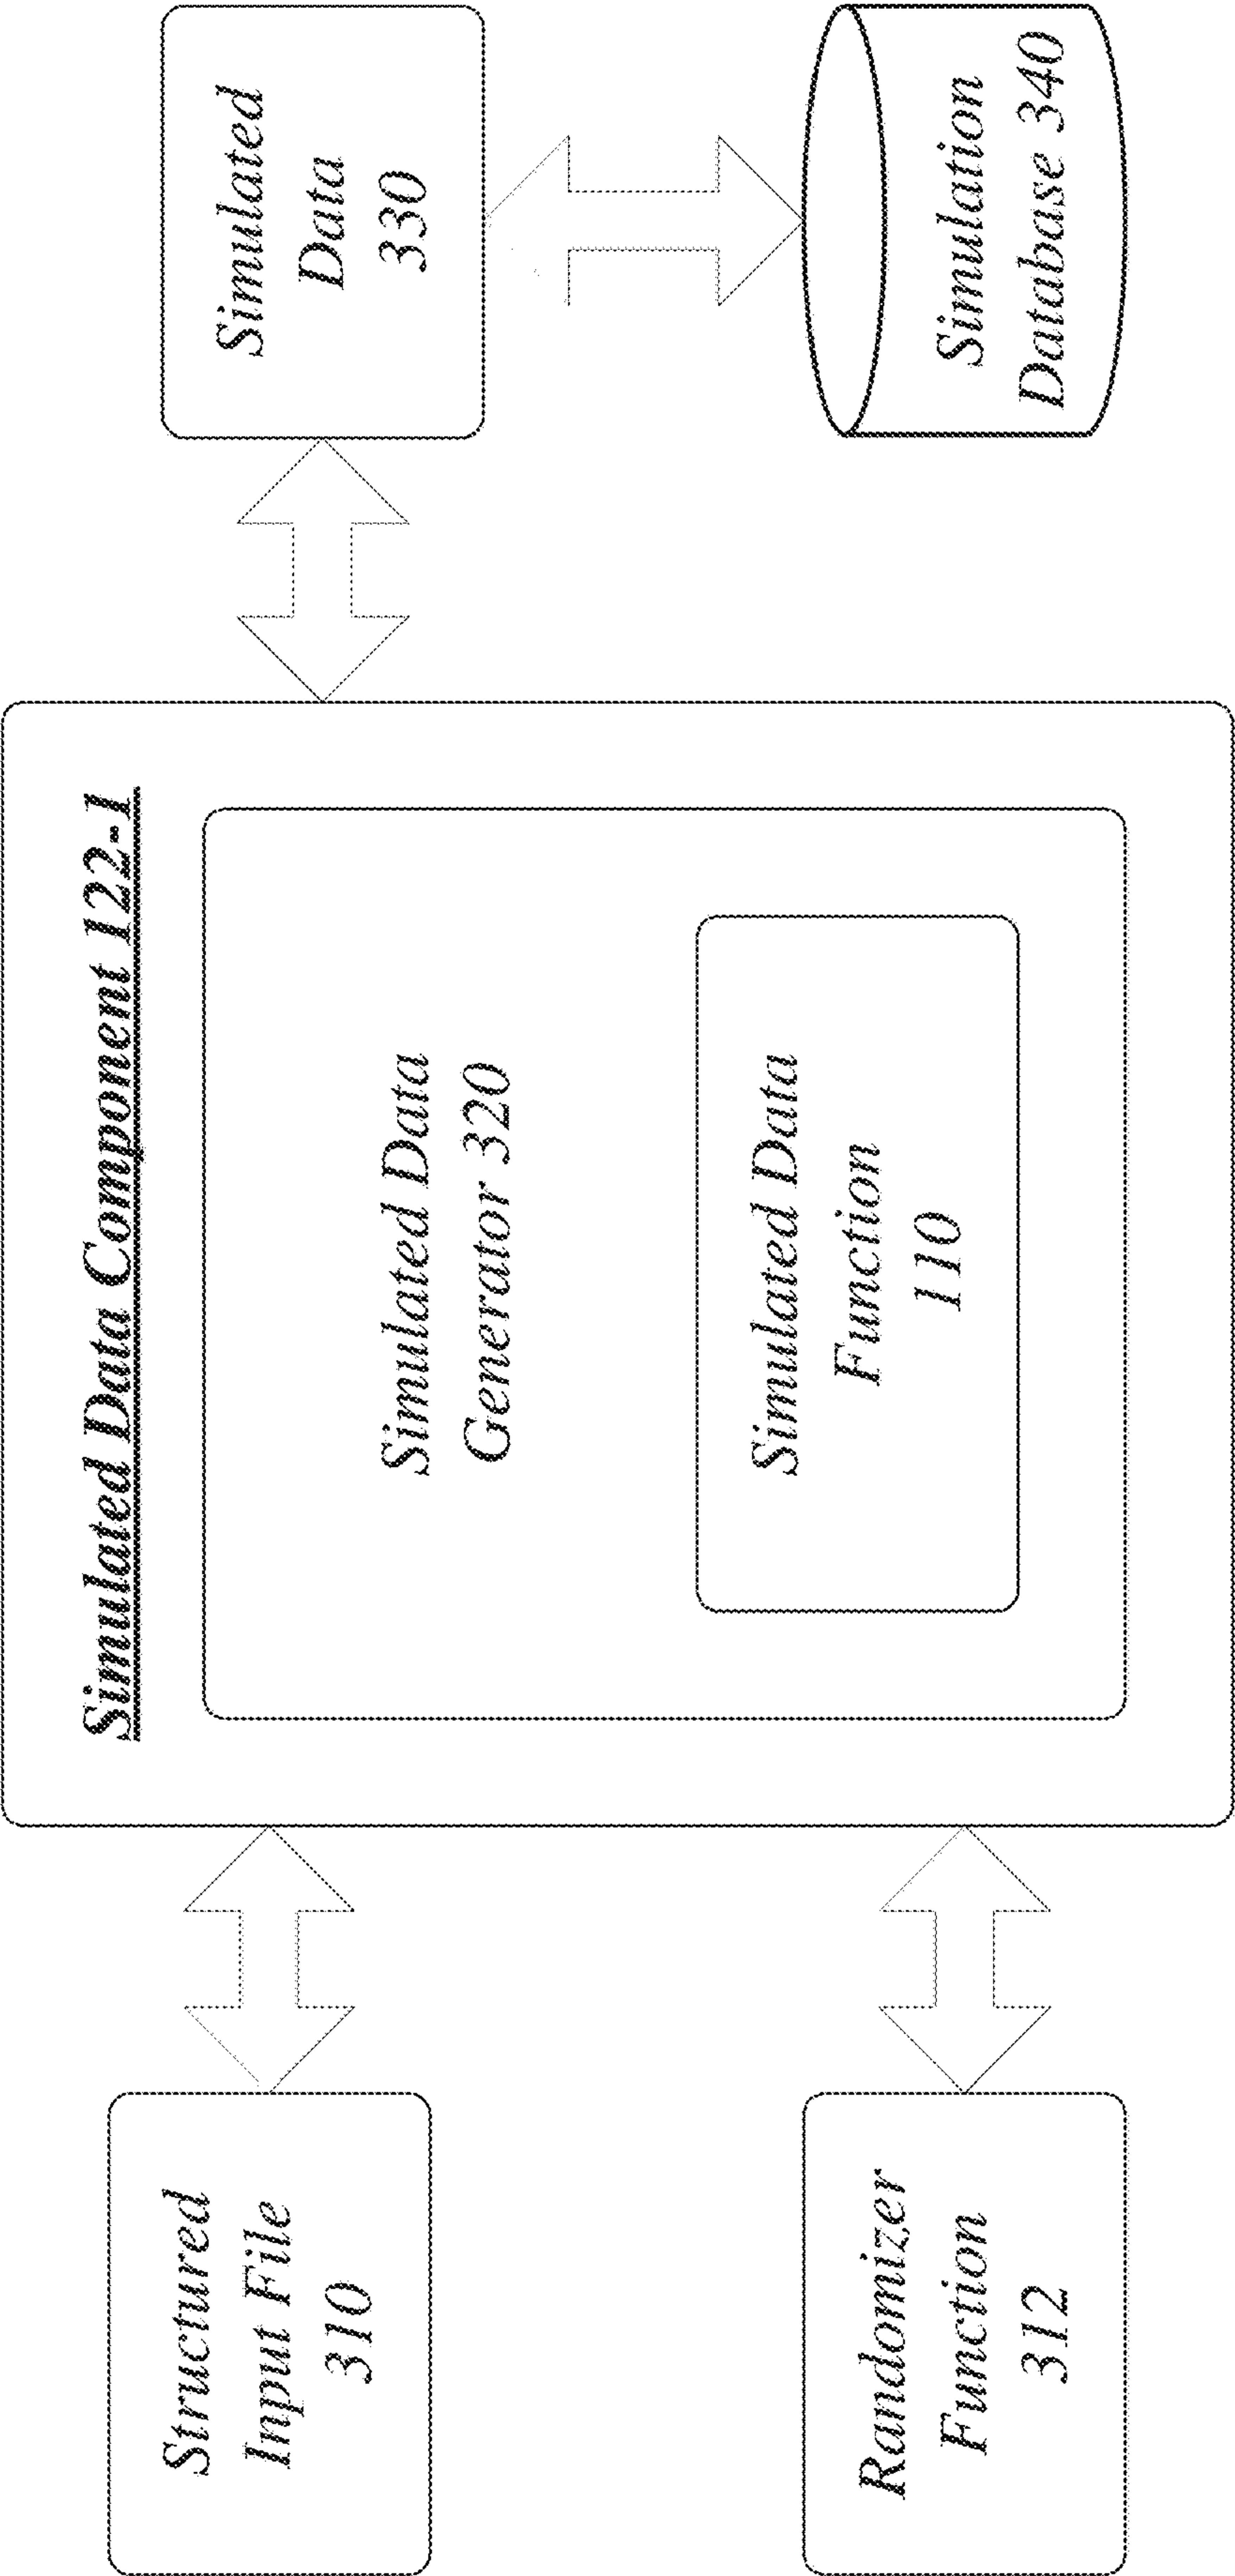 Structured
Input File
310
Randomizer
Function
312
Simulated Data Component 122-1
Simulated Data
Generator 320
Simulated Data
Function
110
Simulated
Data
330
Simulation
Database 340